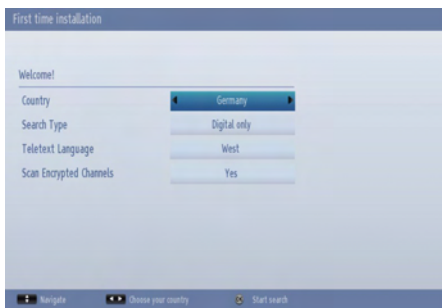 First time installation
Welcome!
Country Germany
Search Type Digital only
Teletext Language West
Scan Encrypted Channels Yes
Navigate Choose your country OK Start search